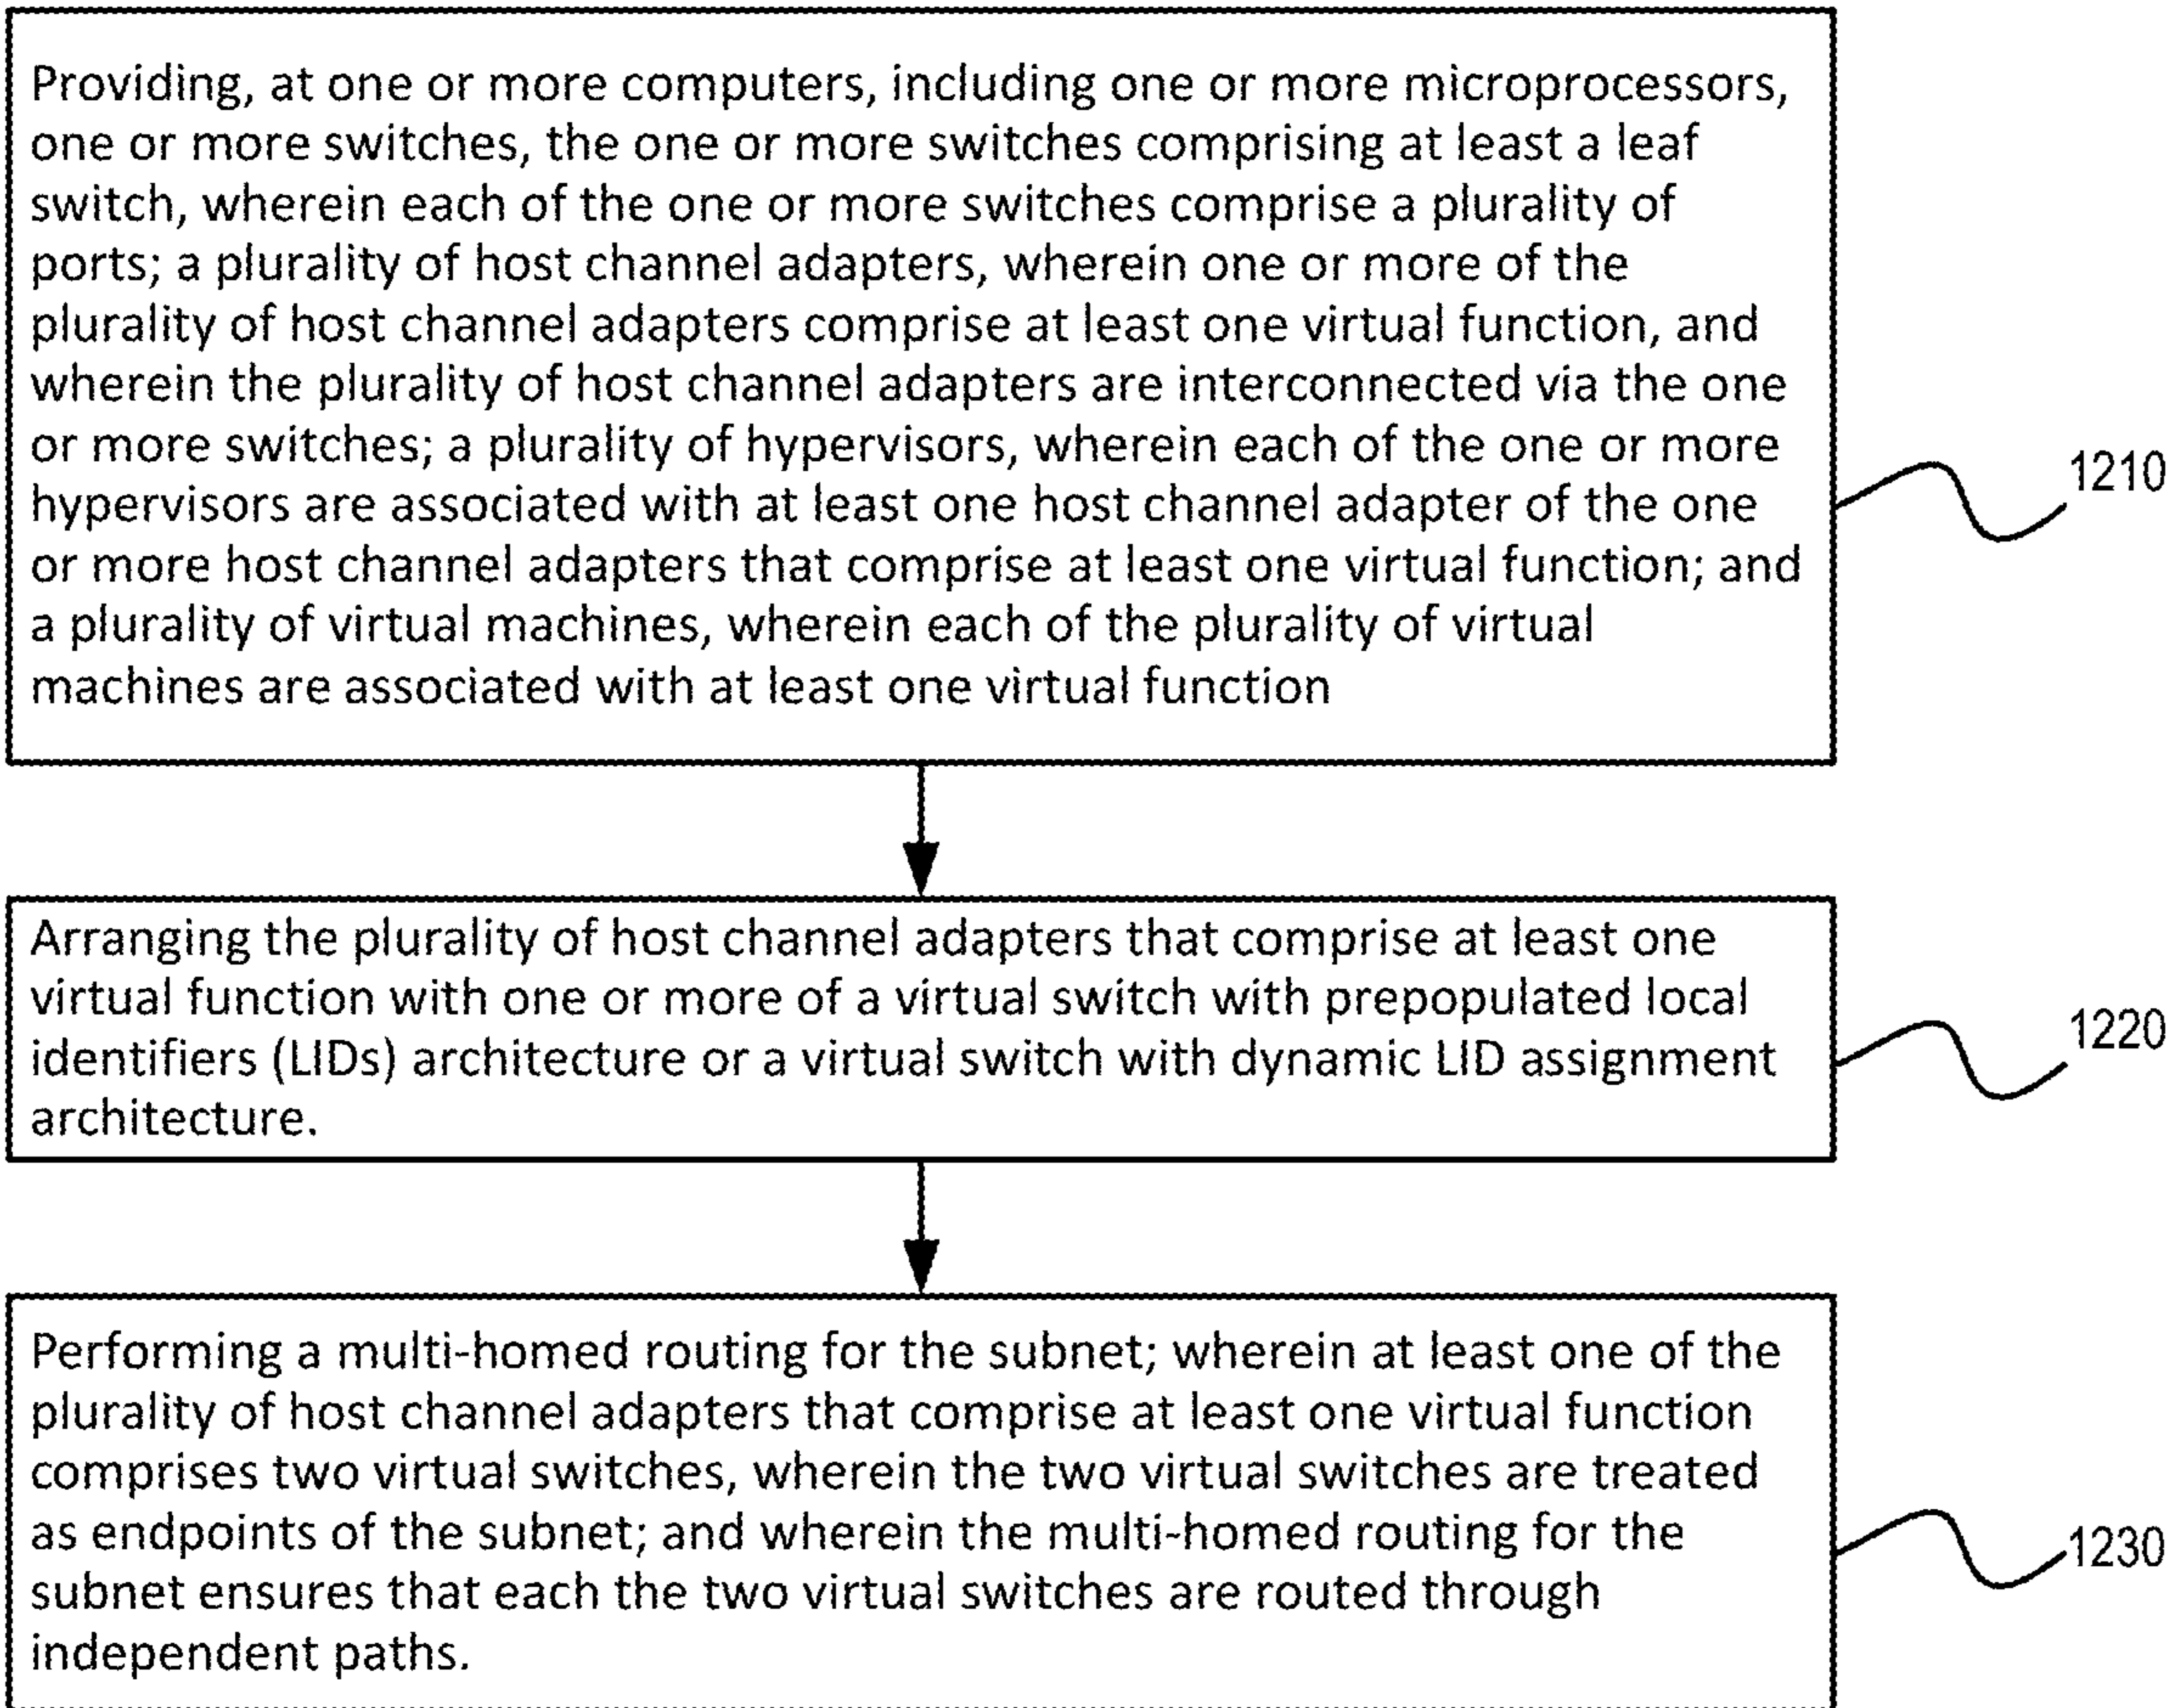 Providing, at one or more computers, including one or more microprocessors,
one or more switches, the one or more switches comprising at least a leaf
switch, wherein each of the one or more switches comprise a plurality of
ports; a plurality of host channel adapters, wherein one or more of the
plurality of host channel adapters comprise at least one virtual function, and
wherein the plurality of host channel adapters are interconnected via the one
or more switches; a plurality of hypervisors, wherein each of the one or more
hypervisors are associated with at least one host channel adapter of the one
or more host channel adapters that comprise at least one virtual function; and
a plurality of virtual machines, wherein each of the plurality of virtual
machines are associated with at least one virtual function
1210
Arranging the plurality of host channel adapters that comprise at least one
virtual function with one or more of a virtual switch with prepopulated local
identifiers (LIDs) architecture or a virtual switch with dynamic LID assignment
architecture.
1220
Performing a multi-homed routing for the subnet; wherein at least one of the
plurality of host channel adapters that comprise at least one virtual function
comprises two virtual switches, wherein the two virtual switches are treated
as endpoints of the subnet; and wherein the multi-homed routing for the
subnet ensures that each the two virtual switches are routed through
independent paths.
1230